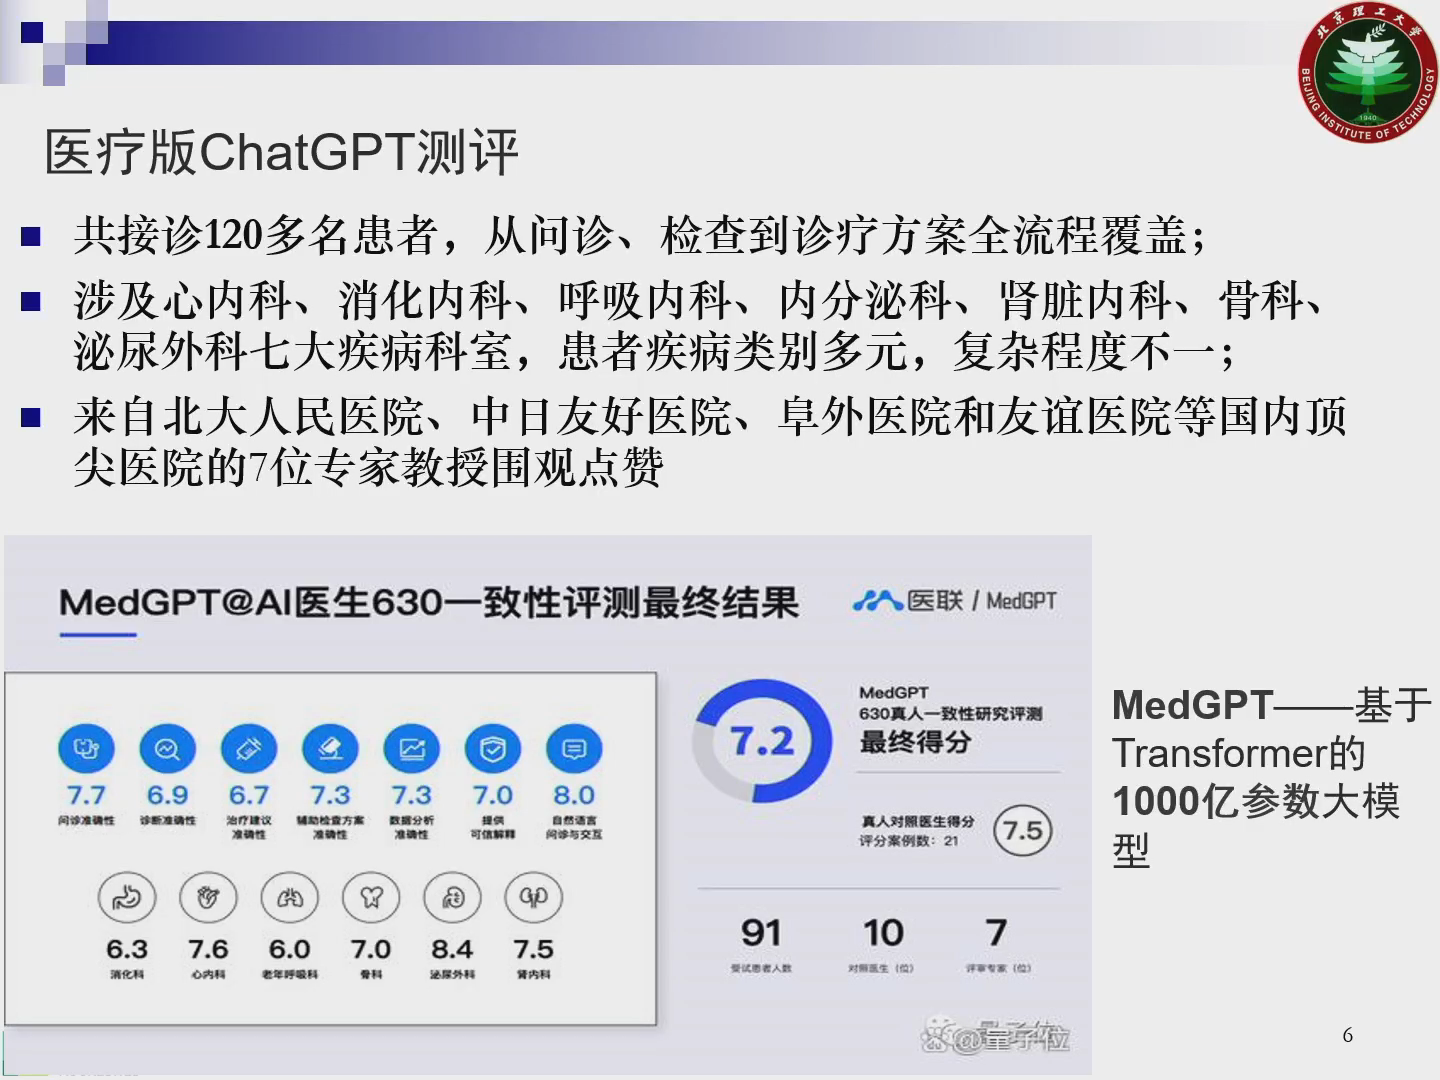 北京理工大学
BEIJING INSTITUTE OF TECHNOLOGY
1940
医疗版ChatGPT测评
共接诊120多名患者，从问诊、检查到诊疗方案全流程覆盖；
涉及心内科、消化内科、呼吸内科、内分泌科、肾脏内科、骨科、
泌尿外科七大疾病科室，患者疾病类别多元，复杂程度不一；
来自北大人民医院、中日友好医院、阜外医院和友谊医院等国内顶
尖医院的7位专家教授围观点赞
MedGPT@AI医生630一致性评测最终结果
医联 / MedGPT
7.7 6.9 6.7 7.3 7.3 7.0 8.0
问诊准确性 诊断准确性 治疗建议 辅助检查方案 数据分析 提供 自然语言
准确性 准确性 准确性 可信解释 问诊与交互
6.3 7.6 6.0 7.0 8.4 7.5
消化科 心内科 老年呼吸科 骨科 泌尿外科 肾内科
7.2
MedGPT
630真人一致性研究评测
最终得分
真人对照医生得分
评分案例数：21
7.5
91 10 7
受试患者人数 对照医生（位） 评审专家（位）
@量子位
MedGPT——基于
Transformer的
1000亿参数大模
型
6